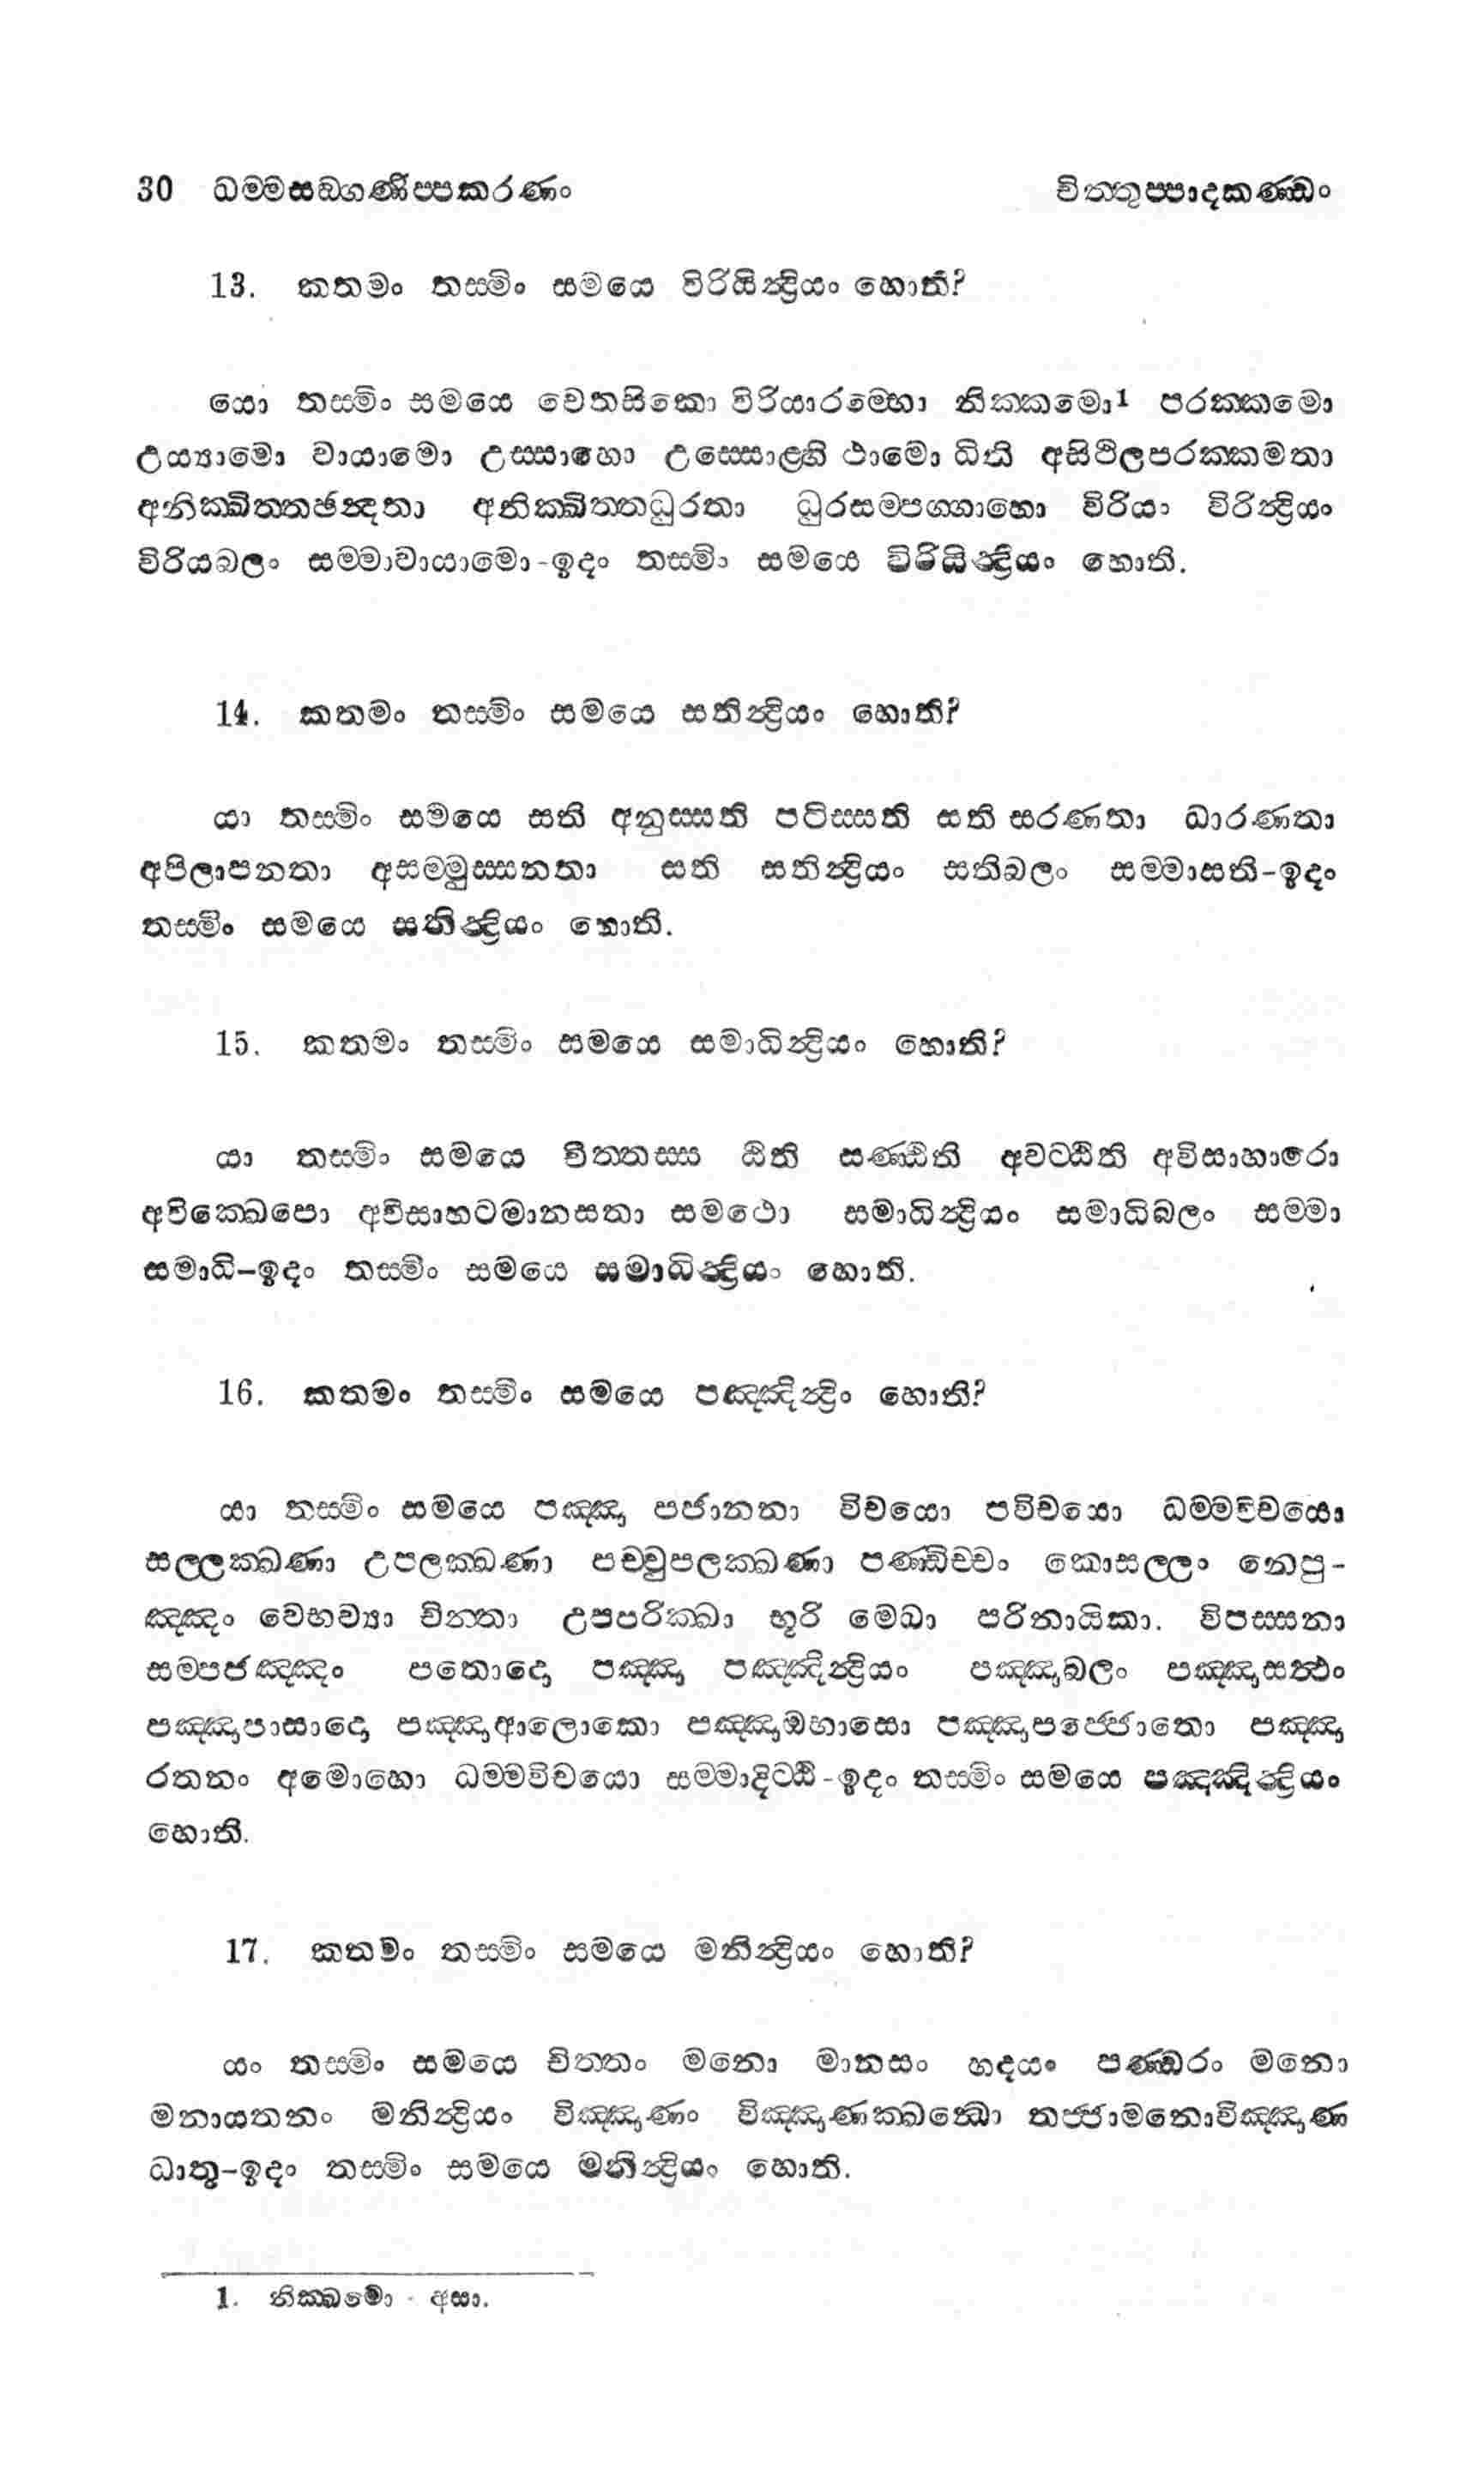 30 ධම්මසඞ්ගණිප්පකරණං චිත්තුප්පාදකණ්ඩං
13. කතමං තස්මිං සමයෙ විරියින්ද්‍රියං හොති?
යො තස්මිං සමයෙ චෙතසිකො විරියාරම්භො නික්කමො1 පරක්කමො
උය්‍යාමො වායාමො උස්සාහො උස්සොළ්හි ථාමො ධිති අසිථිලපරක්කමතා
අනික්ඛිත්තඡන්දතා අනික්ඛිත්තධුරතා ධුරසම්පග්ගාහො විරියං විරින්ද්‍රියං
විරියබලං සම්මාවායාමො-ඉදං තස්මිං සමයෙ විරියින්ද්‍රියං හොති.
14. කතමං තස්මිං සමයෙ සතින්ද්‍රියං හොති?
යා තස්මිං සමයෙ සති අනුස්සති පටිස්සති සති සරණතා ධාරණතා
අපිලාපනතා අසම්මුස්සනතා සති සතින්ද්‍රියං සතිබලං සම්මාසති-ඉදං
තස්මිං සමයෙ සතින්ද්‍රියං හොති.
15. කතමං තස්මිං සමයෙ සමාධින්ද්‍රියං හොති?
යා තස්මිං සමයෙ චිත්තස්ස ඨිති සණ්ඨිති අවට්ඨිති අවිසාහාරො
අවික්ඛෙපො අවිසාහටමානසතා සමථො සමාධින්ද්‍රියං සමාධිබලං සම්මා
සමාධි-ඉදං තස්මිං සමයෙ සමාධින්ද්‍රියං හොති.
16. කතමං තස්මිං සමයෙ පඤ්ඤින්ද්‍රිං හොති?
යා තස්මිං සමයෙ පඤ්ඤා පජානනා විචයො පවිචයො ධම්මවිචයො
සල්ලක්ඛණා උපලක්ඛණා පච්චුපලක්ඛණා පණ්ඩිච්චං කොසල්ලං නෙපු-
ඤ්ඤං වෙභව්‍යා චින්තා උපපරික්ඛා භූරි මෙධා පරිනායිකා. විපස්සනා
සම්පජඤ්ඤං පතොදො පඤ්ඤා පඤ්ඤින්ද්‍රියං පඤ්ඤාබලං පඤ්ඤාසත්ථං
පඤ්ඤාපාසාදො පඤ්ඤාආලොකො පඤ්ඤාඔභාසො පඤ්ඤාපජ්ජොතො පඤ්ඤා
රතනං අමොහො ධම්මවිචයො සම්මාදිට්ඨි-ඉදං තස්මිං සමයෙ පඤ්ඤින්ද්‍රියං
හොති.
17. කතමං තස්මිං සමයෙ මනින්ද්‍රියං හොති?
යං තස්මිං සමයෙ චිත්තං මනො මානසං හදයං පණ්ඩරං මනො
මනායතනං මනින්ද්‍රියං විඤ්ඤාණං විඤ්ඤාණක්ඛන්ධො තජ්ජාමනොවිඤ්ඤාණ
ධාතු-ඉදං තස්මිං සමයෙ මනින්ද්‍රියං හොති.
1. නික්ඛමො - අසා.